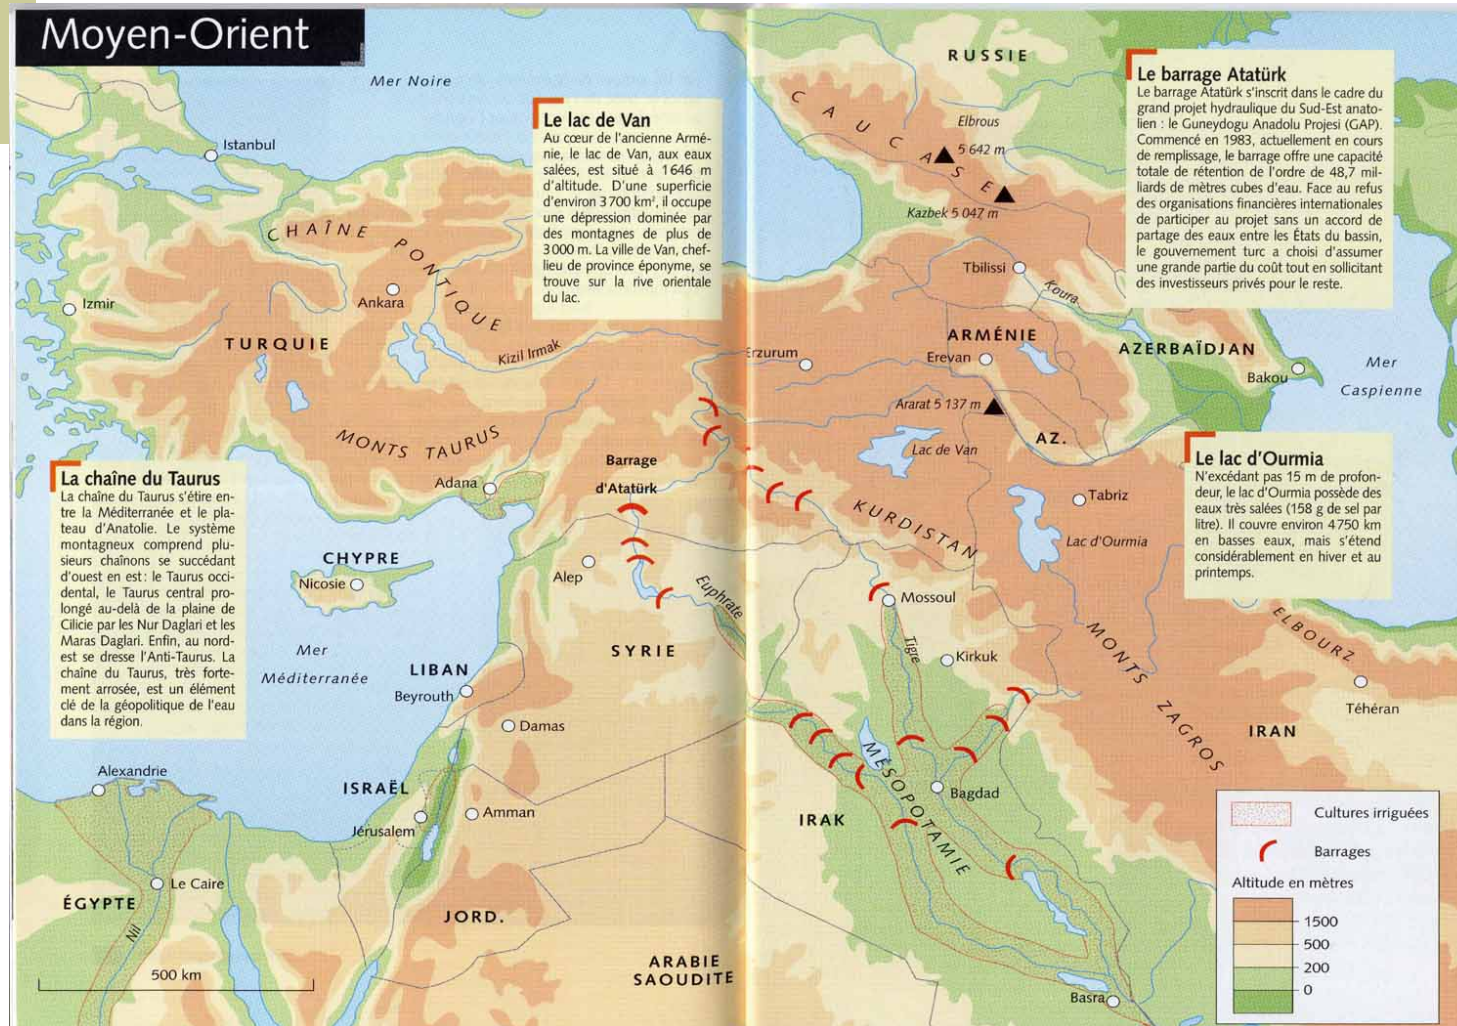 Moyen-Orient
Mer Noire
RUSSIE
Le lac de Van
Au cœur de l'ancienne Armé-
nie, le lac de Van, aux eaux
salées, est situé à 1 646 m
d'altitude. D'une superficie
d'environ 3 700 km², il occupe
une dépression dominée par
des montagnes de plus de
3 000 m. La ville de Van, chef-
lieu de province éponyme, se
trouve sur la rive orientale
du lac.
Le barrage Atatürk
Le barrage Atatürk s'inscrit dans le cadre du
grand projet hydraulique du Sud-Est anato-
lien : le Guneydogu Anadolu Projesi (GAP).
Commencé en 1983, actuellement en cours
de remplissage, le barrage offre une capacité
totale de rétention de l'ordre de 48,7 mil-
liards de mètres cubes d'eau. Face au refus
des organisations financières internationales
de participer au projet sans un accord de
partage des eaux entre les États du bassin,
le gouvernement turc a choisi d'assumer
une grande partie du coût tout en sollicitant
des investisseurs privés pour le reste.
CAUCASE
Elbrous
5 642 m
Kazbek 5 047 m
Istanbul
CHAÎNE PONTIQUE
Ankara
Izmir
TURQUIE
Kizil Irmak
Erzurum
Tbilissi
Koura
ARMÉNIE
Erevan
AZERBAÏDJAN
Bakou
Mer
Caspienne
Ararat 5 137 m
AZ.
MONTS TAURUS
Lac de Van
Barrage
d'Atatürk
Adana
KURDISTAN
Tabriz
Lac d'Ourmia
La chaîne du Taurus
La chaîne du Taurus s'étire en-
tre la Méditerranée et le pla-
teau d'Anatolie. Le système
montagneux comprend plu-
sieurs chaînons se succédant
d'ouest en est : le Taurus occi-
dental, le Taurus central pro-
longé au-delà de la plaine de
Cilicie par les Nur Daglari et les
Maras Daglari. Enfin, au nord-
est se dresse l'Anti-Taurus. La
chaîne du Taurus, très forte-
ment arrosée, est un élément
clé de la géopolitique de l'eau
dans la région.
Le lac d'Ourmia
N'excédant pas 15 m de profon-
deur, le lac d'Ourmia possède des
eaux très salées (158 g de sel par
litre). Il couvre environ 4 750 km
en basses eaux, mais s'étend
considérablement en hiver et au
printemps.
CHYPRE
Nicosie
Alep
Euphrate
Mossoul
Tigre
Kirkuk
SYRIE
MONTS ZAGROS
ELBOURZ
Téhéran
IRAN
Mer
Méditerranée
LIBAN
Beyrouth
Damas
Alexandrie
ISRAËL
Jérusalem
Amman
MÉSOPOTAMIE
Bagdad
IRAK
Le Caire
ÉGYPTE
Nil
JORD.
ARABIE
SAOUDITE
Basra
500 km
Cultures irriguées
Barrages
Altitude en mètres
1500
500
200
0